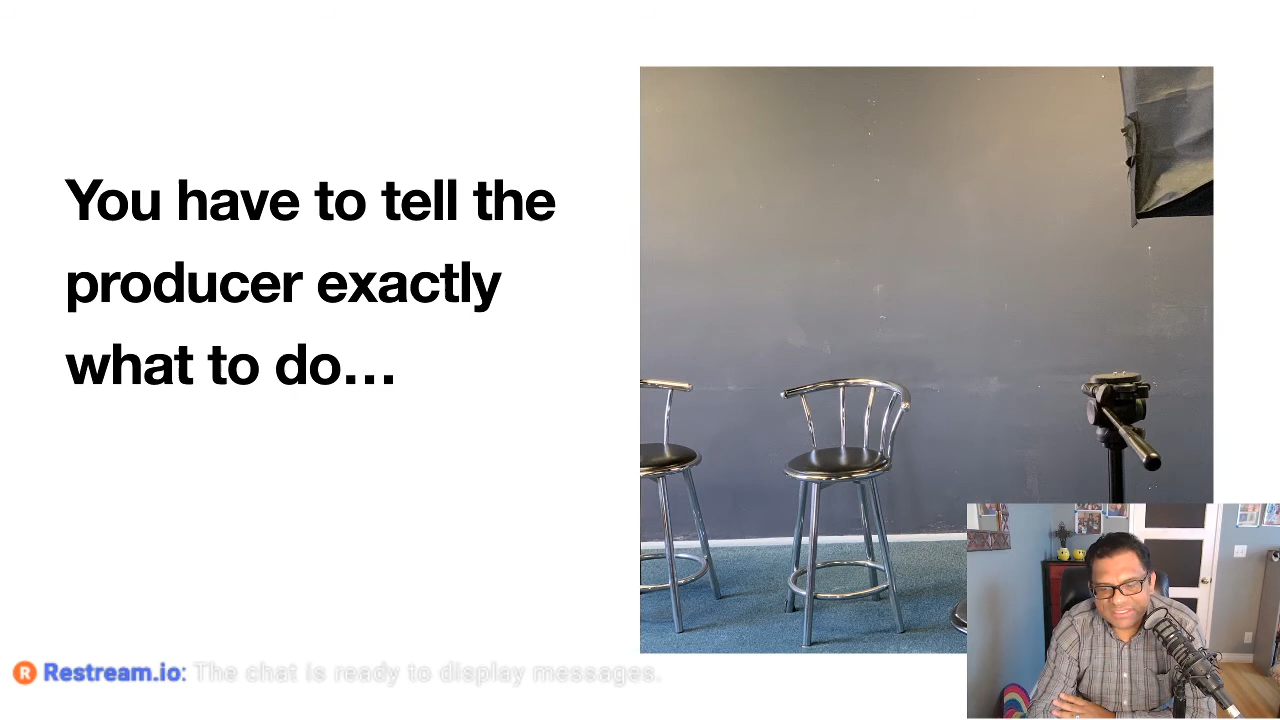 You have to tell the
producer exactly
what to do…
R Restream.io: The chat is ready to display messages.